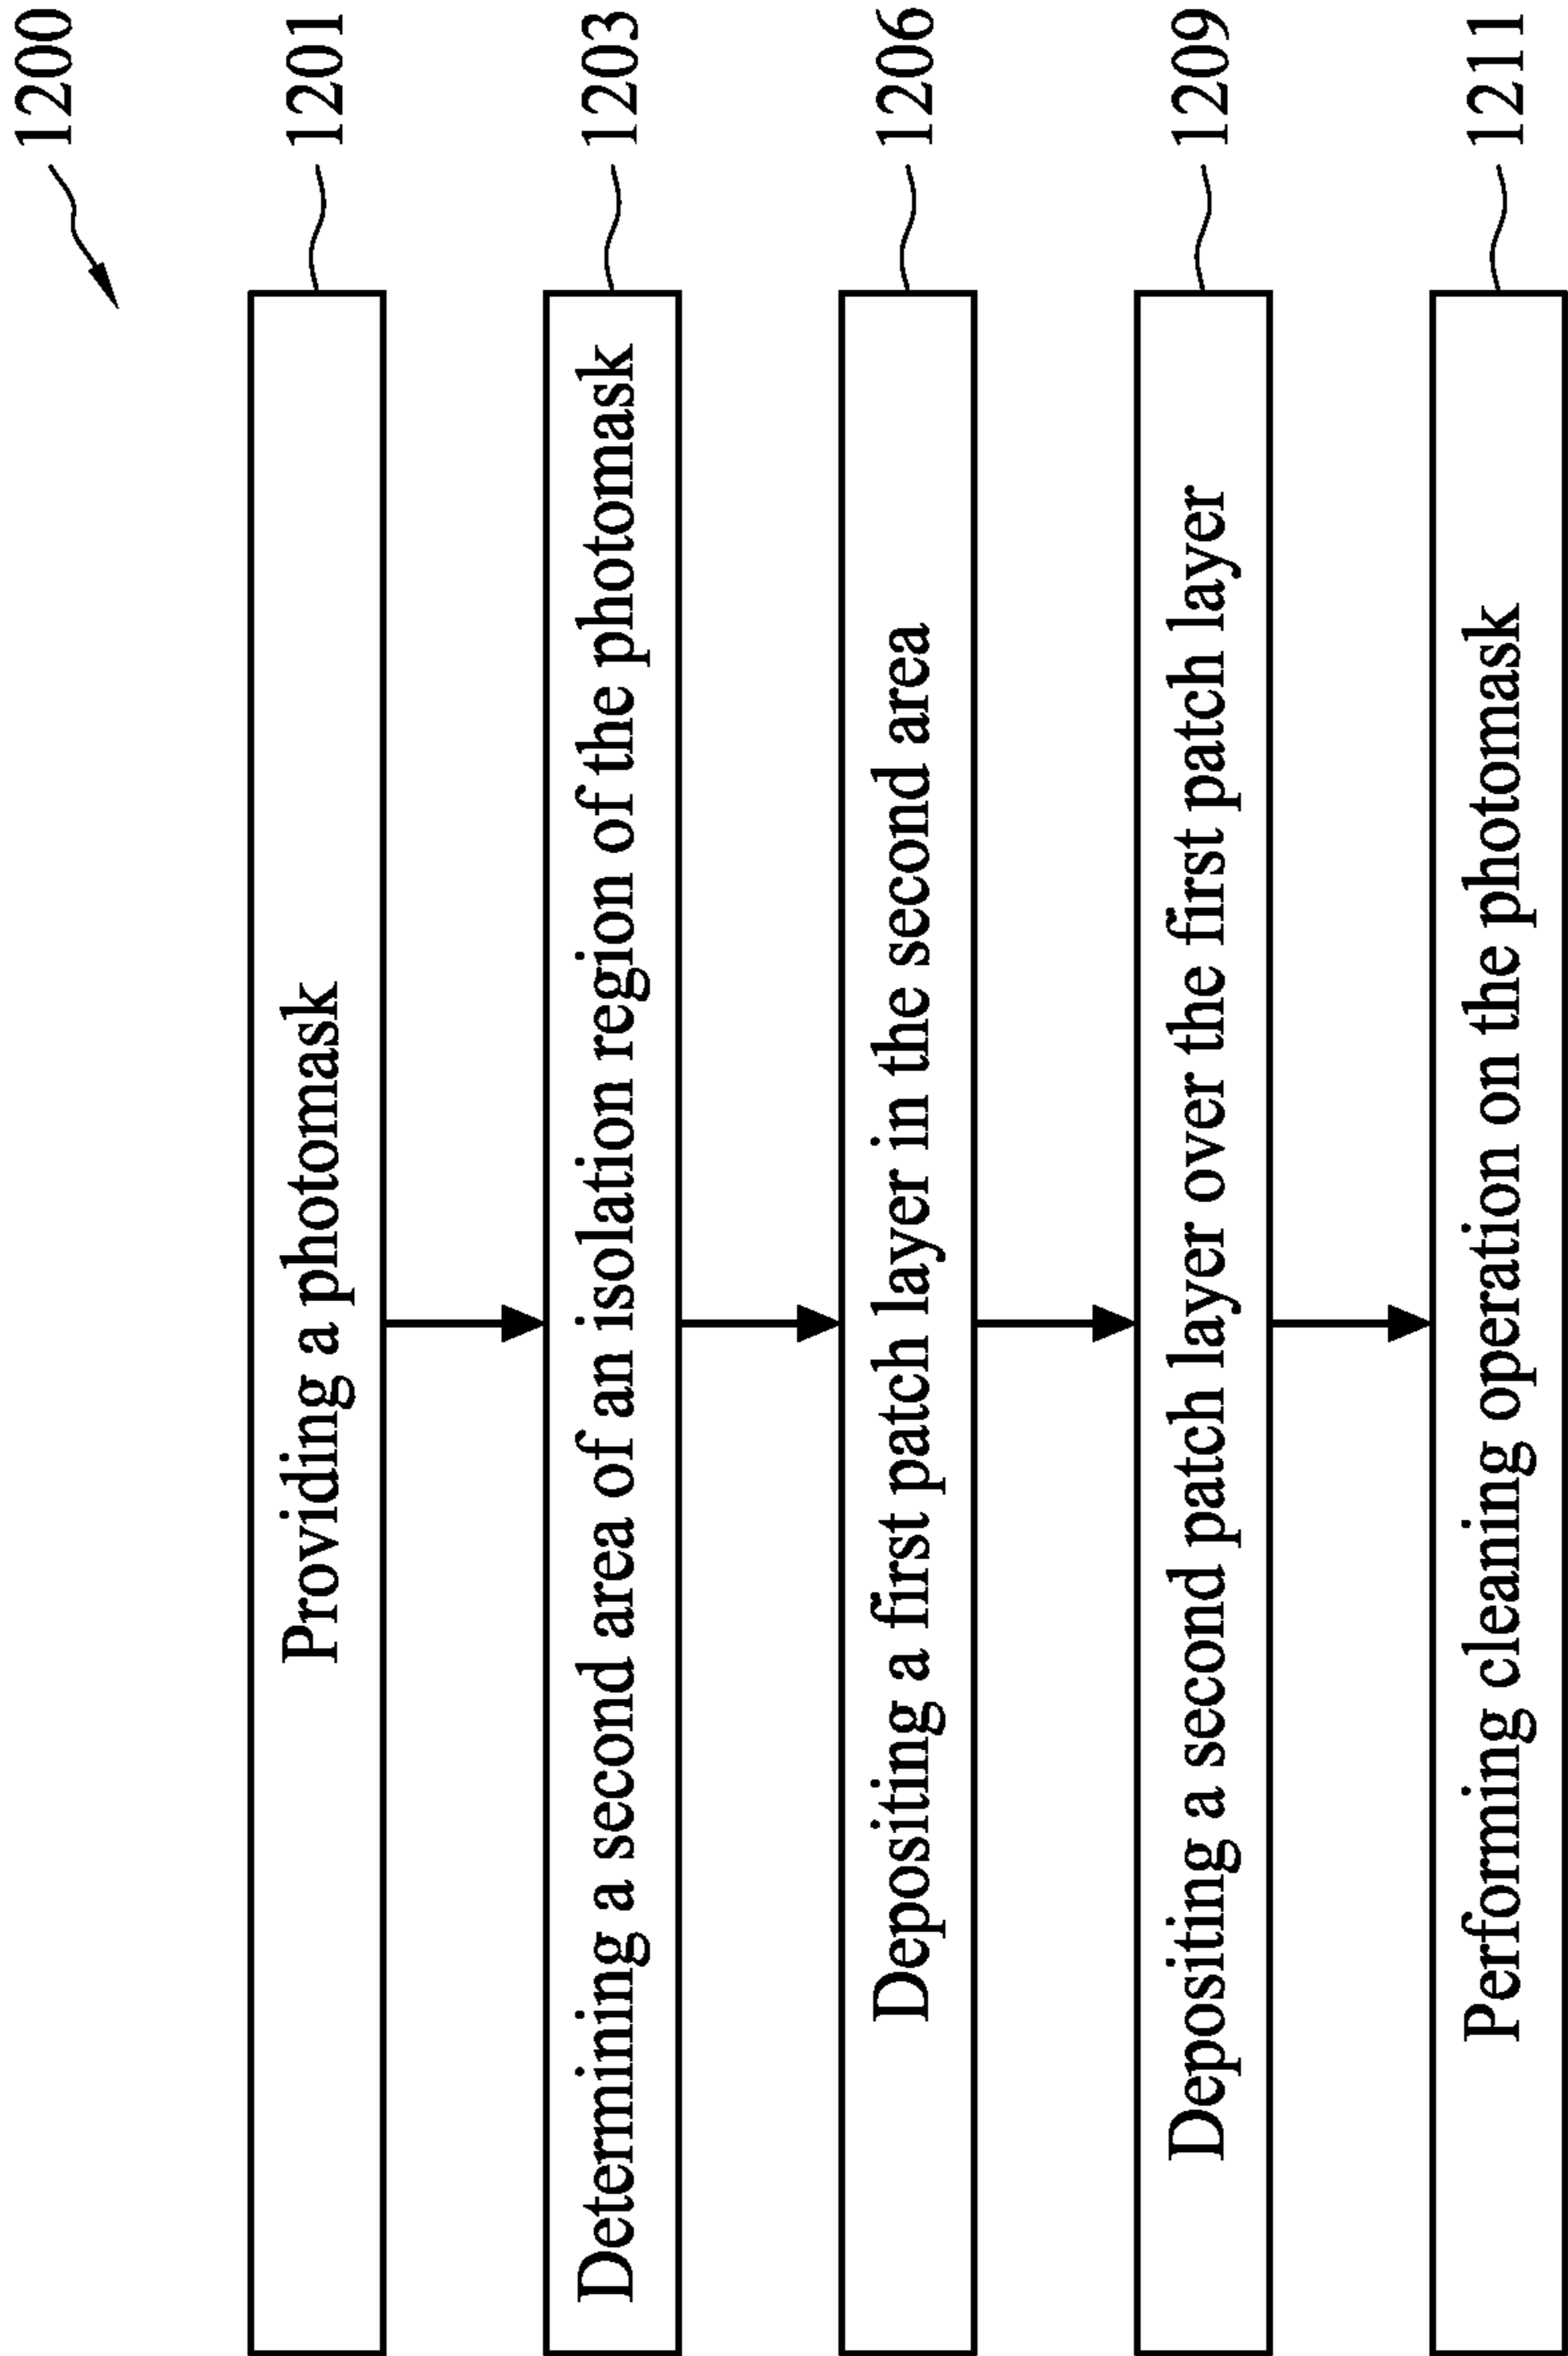 1200
Providing a photomask
1201
Determining a second area of an isolation region of the photomask
1203
Depositing a first patch layer in the second area
1206
Depositing a second patch layer over the first patch layer
1209
Performing cleaning operation on the photomask
1211